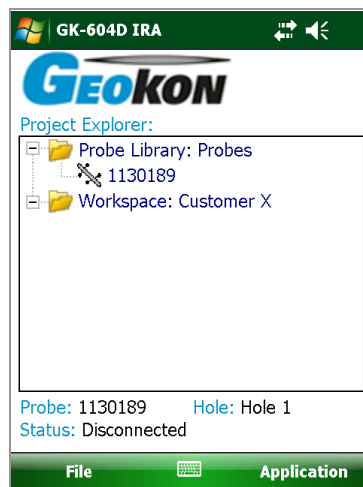 GK-604D IRA
GEOKON
Project Explorer:
Probe Library: Probes
1130189
Workspace: Customer X
Probe: 1130189 Hole: Hole 1
Status: Disconnected
File Application